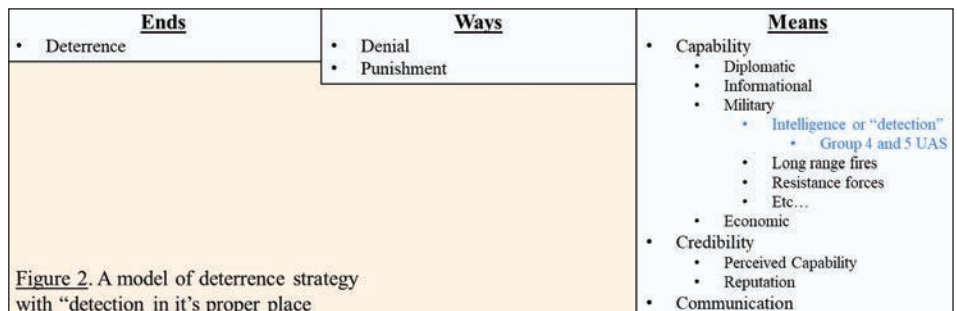 Ends
• Deterrence
Ways
• Denial
• Punishment
Means
• Capability
• Diplomatic
• Informational
• Military
• Intelligence or “detection”
• Group 4 and 5 UAS
• Long range fires
• Resistance forces
• Etc…
• Economic
• Credibility
• Perceived Capability
• Reputation
• Communication
Figure 2. A model of deterrence strategy
with “detection in it’s proper place